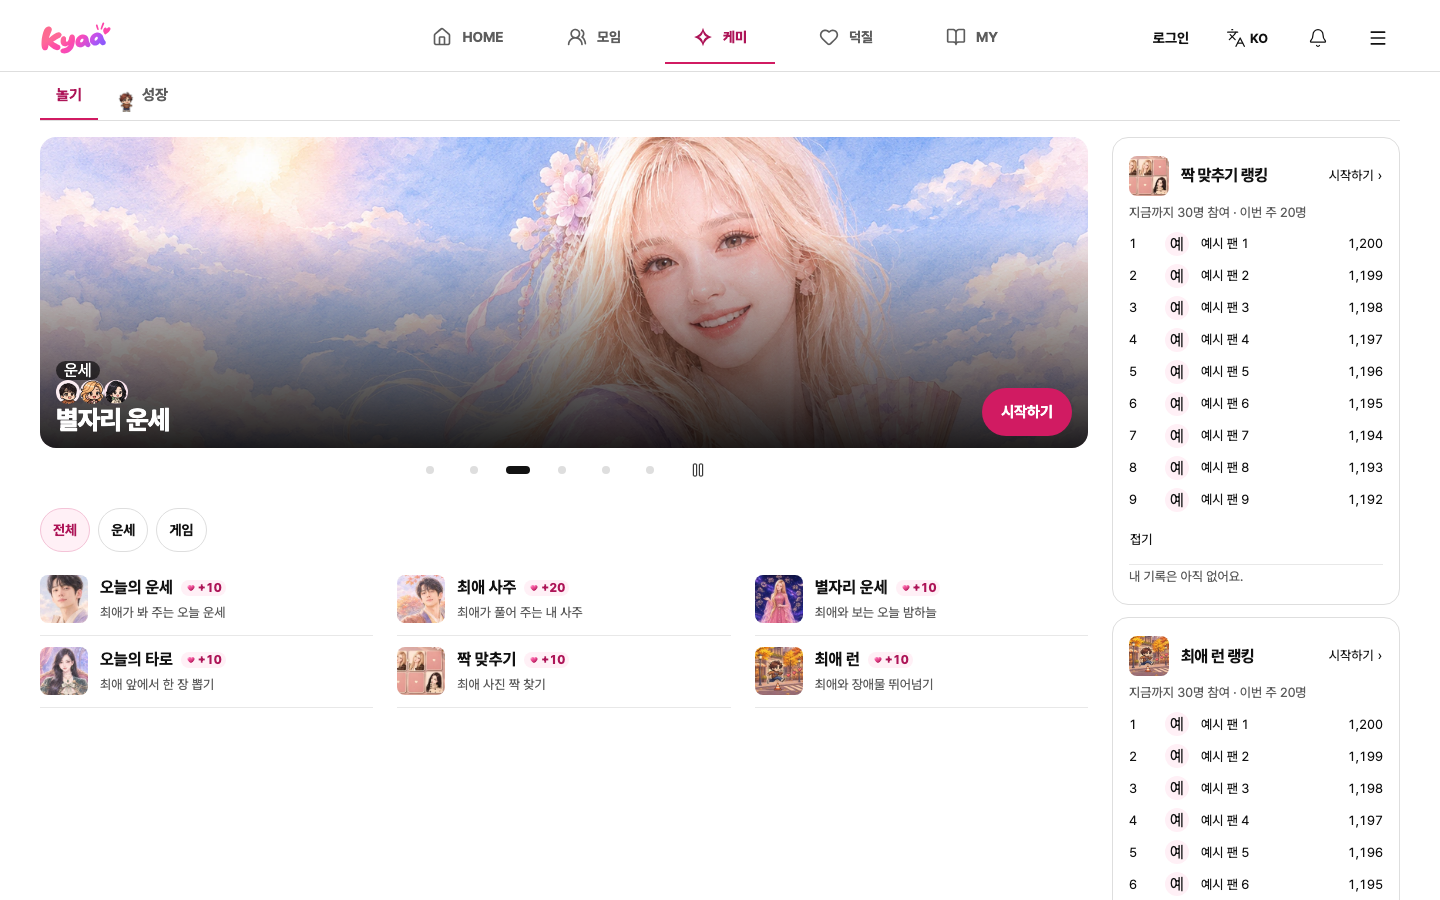 kyaa
HOME
모임
케미
덕질
MY
로그인
KO
놀기
성장
운세
별자리 운세
시작하기
전체
운세
게임
오늘의 운세 +10
최애가 봐 주는 오늘 운세
최애 사주 +20
최애가 풀어 주는 내 사주
별자리 운세 +10
최애와 보는 오늘 밤하늘
오늘의 타로 +10
최애 앞에서 한 장 뽑기
짝 맞추기 +10
최애 사진 짝 찾기
최애 런 +10
최애와 장애물 뛰어넘기
짝 맞추기 랭킹
시작하기 ›
지금까지 30명 참여 · 이번 주 20명
1 예 예시 팬 1 1,200
2 예 예시 팬 2 1,199
3 예 예시 팬 3 1,198
4 예 예시 팬 4 1,197
5 예 예시 팬 5 1,196
6 예 예시 팬 6 1,195
7 예 예시 팬 7 1,194
8 예 예시 팬 8 1,193
9 예 예시 팬 9 1,192
접기
내 기록은 아직 없어요.
최애 런 랭킹
시작하기 ›
지금까지 30명 참여 · 이번 주 20명
1 예 예시 팬 1 1,200
2 예 예시 팬 2 1,199
3 예 예시 팬 3 1,198
4 예 예시 팬 4 1,197
5 예 예시 팬 5 1,196
6 예 예시 팬 6 1,195